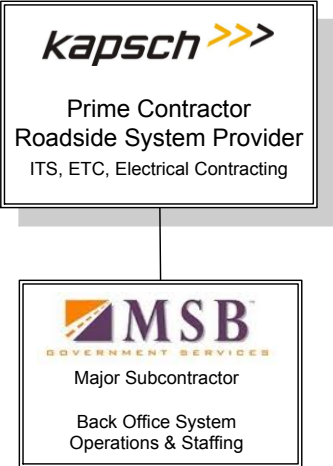 kapsch >>>
Prime Contractor
Roadside System Provider
ITS, ETC, Electrical Contracting
MSB
GOVERNMENT SERVICES
Major Subcontractor
Back Office System
Operations & Staffing